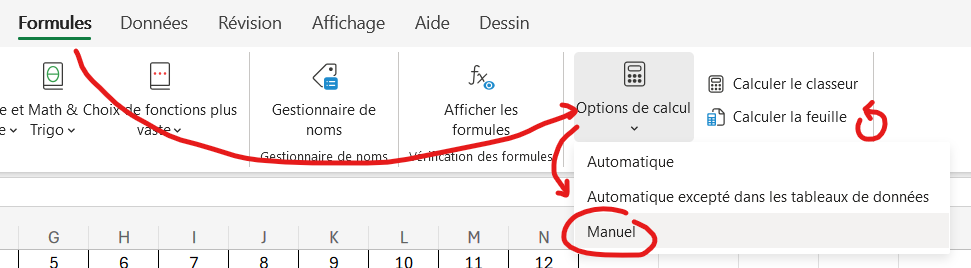 Formules Données Révision Affichage Aide Dessin
e et Math & Choix de fonctions plus Gestionnaire de Afficher les Options de calcul Calculer le classeur
e Trigo vaste noms formules Calculer la feuille
Gestionnaire de noms Vérification des formules
Automatique
Automatique excepté dans les tableaux de données
Manuel
G H I J K L M N
5 6 7 8 9 10 11 12